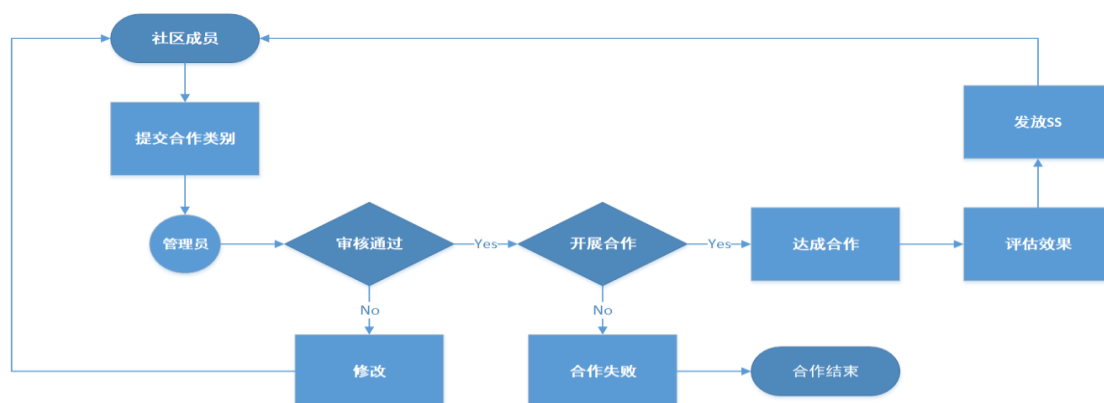 社区成员
提交合作类别
发放SS
管理员
审核通过
Yes
开展合作
Yes
达成合作
评估效果
No
No
修改
合作失败
合作结束